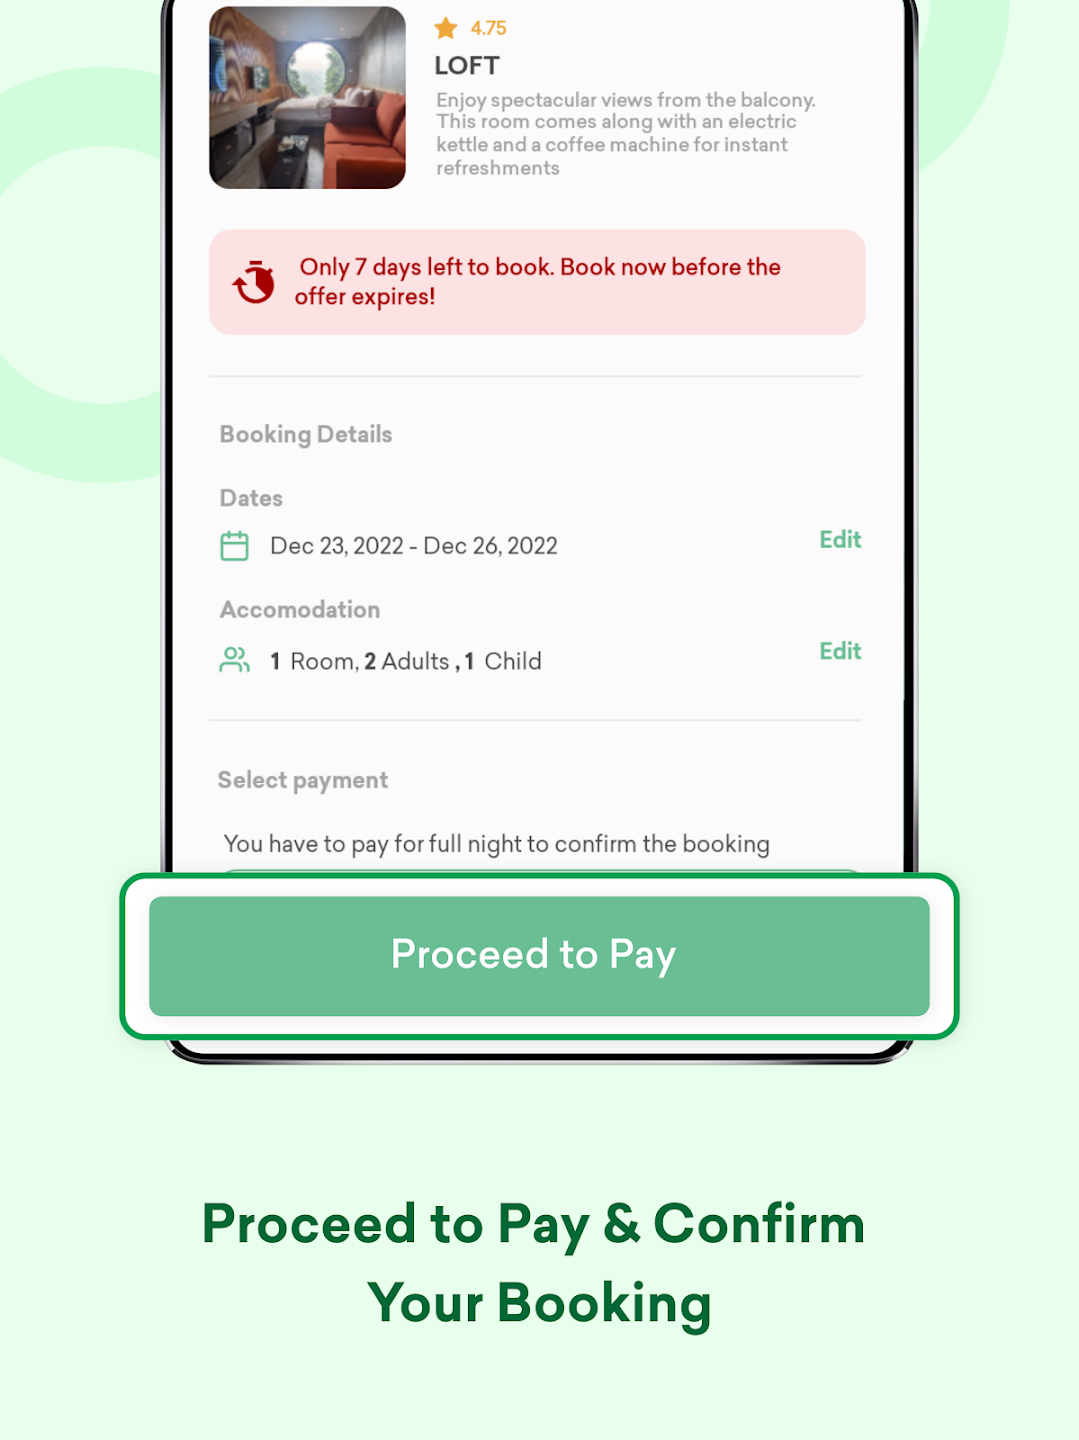 4.75
LOFT
Enjoy spectacular views from the balcony.
This room comes along with an electric
kettle and a coffee machine for instant
refreshments
Only 7 days left to book. Book now before the
offer expires!
Booking Details
Dates
Dec 23, 2022 - Dec 26, 2022
Edit
Accomodation
1 Room, 2 Adults , 1 Child
Edit
Select payment
You have to pay for full night to confirm the booking
Proceed to Pay
Proceed to Pay & Confirm
Your Booking